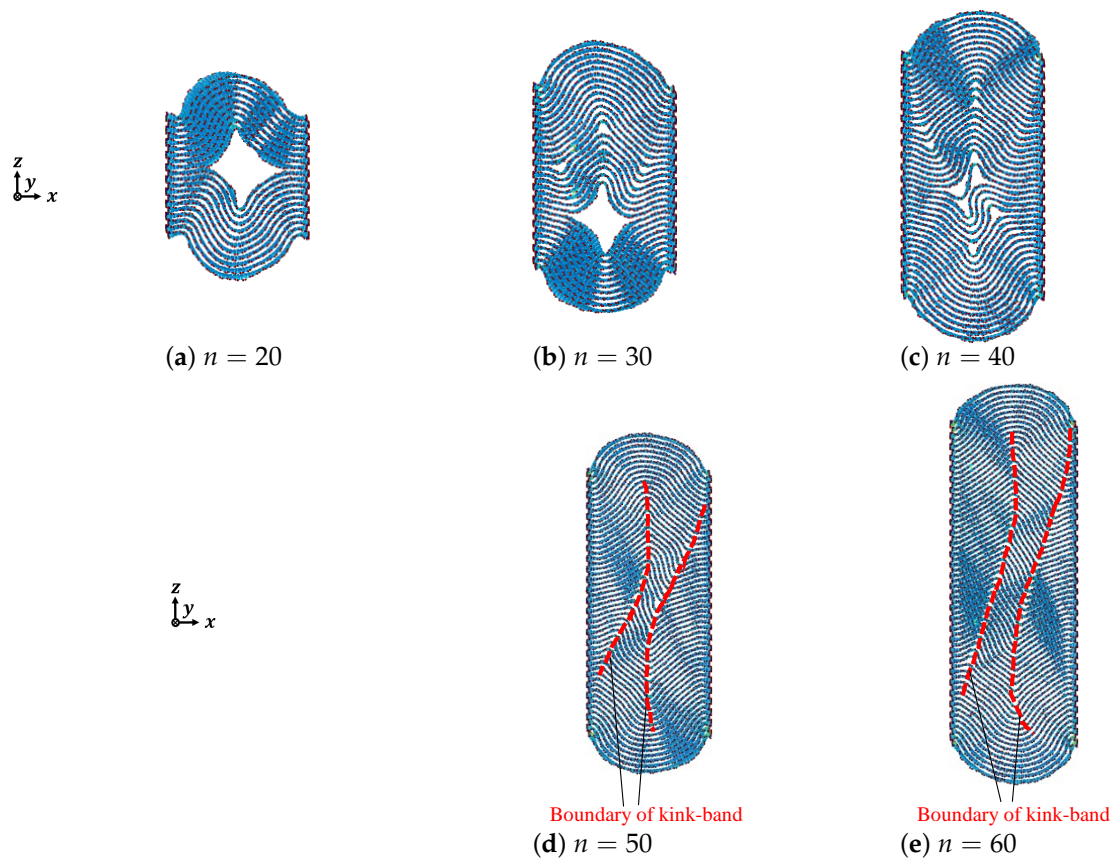 z
y
x
(a) n = 20
(b) n = 30
(c) n = 40
z
y
x
Boundary of kink-band
Boundary of kink-band
(d) n = 50
(e) n = 60